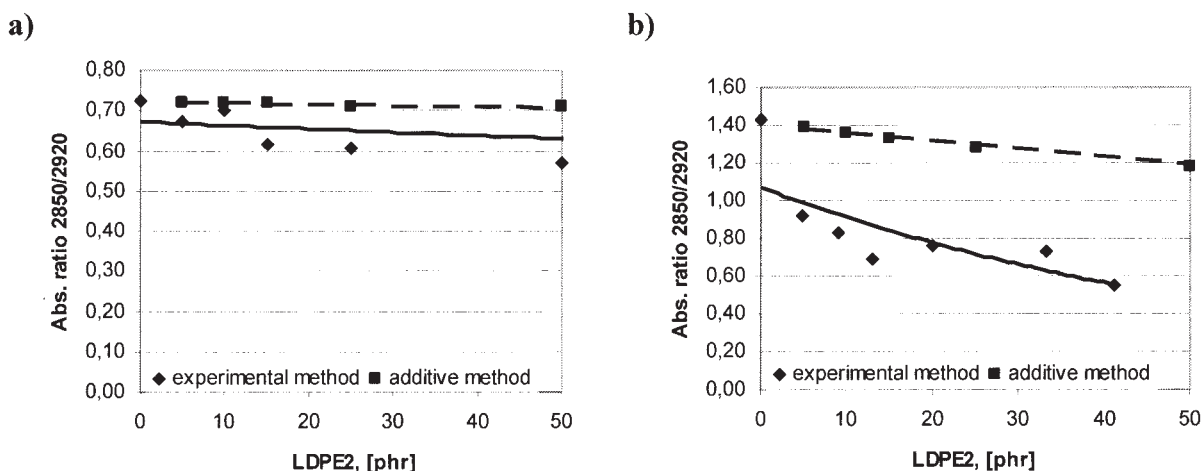 a)
0,80
0,70
0,60
0,50
0,40
0,30
0,20
0,10
0,00
Abs. ratio 2850/2920
◆ experimental method ■ additive method
0 10 20 30 40 50
LDPE2, [phr]
b)
1,60
1,40
1,20
1,00
0,80
0,60
0,40
0,20
0,00
Abs. ratio 2850/2920
◆ experimental method ■ additive method
0 10 20 30 40 50
LDPE2, [phr]